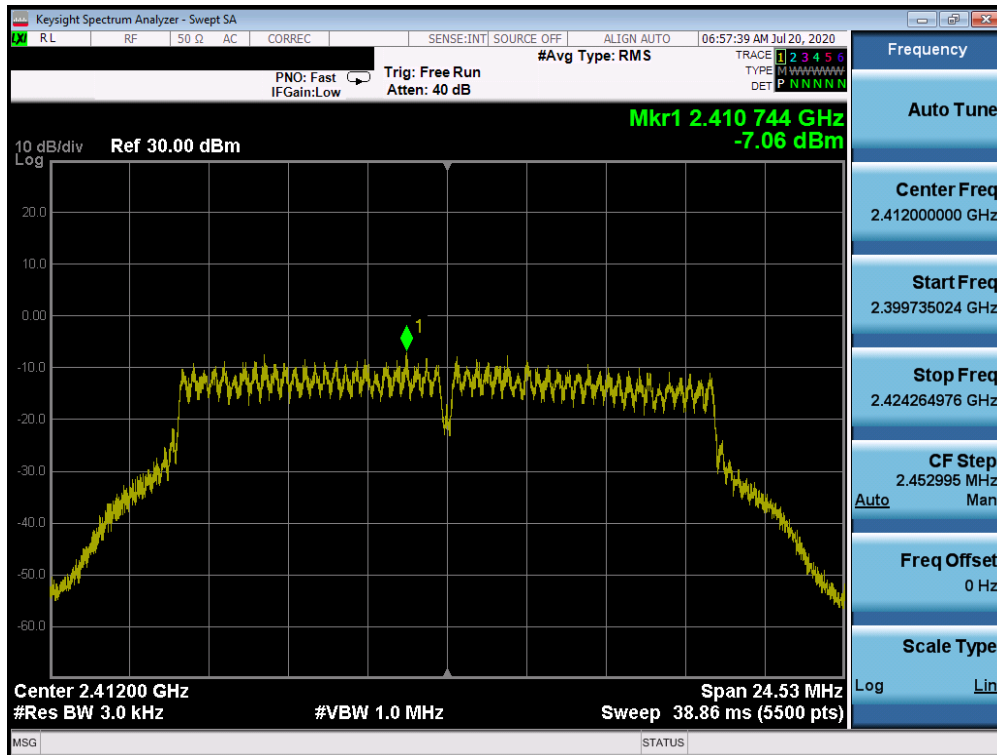 Keysight Spectrum Analyzer - Swept SA
LXI RL RF 50 Ω AC CORREC SENSE:INT SOURCE OFF ALIGN AUTO 06:57:39 AM Jul 20, 2020
#Avg Type: RMS
TRACE 1 2 3 4 5 6
PNO: Fast Trig: Free Run
TYPE M WWWWW
IFGain:Low Atten: 40 dB
DET P N N N N N
Mkr1 2.410 744 GHz
-7.06 dBm
10 dB/div Ref 30.00 dBm
Log
20.0
10.0
0.00
1
-10.0
-20.0
-30.0
-40.0
-50.0
-60.0
Center 2.41200 GHz Span 24.53 MHz
#Res BW 3.0 kHz #VBW 1.0 MHz Sweep 38.86 ms (5500 pts)
MSG STATUS
Frequency
Auto Tune
Center Freq
2.412000000 GHz
Start Freq
2.399735024 GHz
Stop Freq
2.424264976 GHz
CF Step
2.452995 MHz
Auto Man
Freq Offset
0 Hz
Scale Type
Log Lin